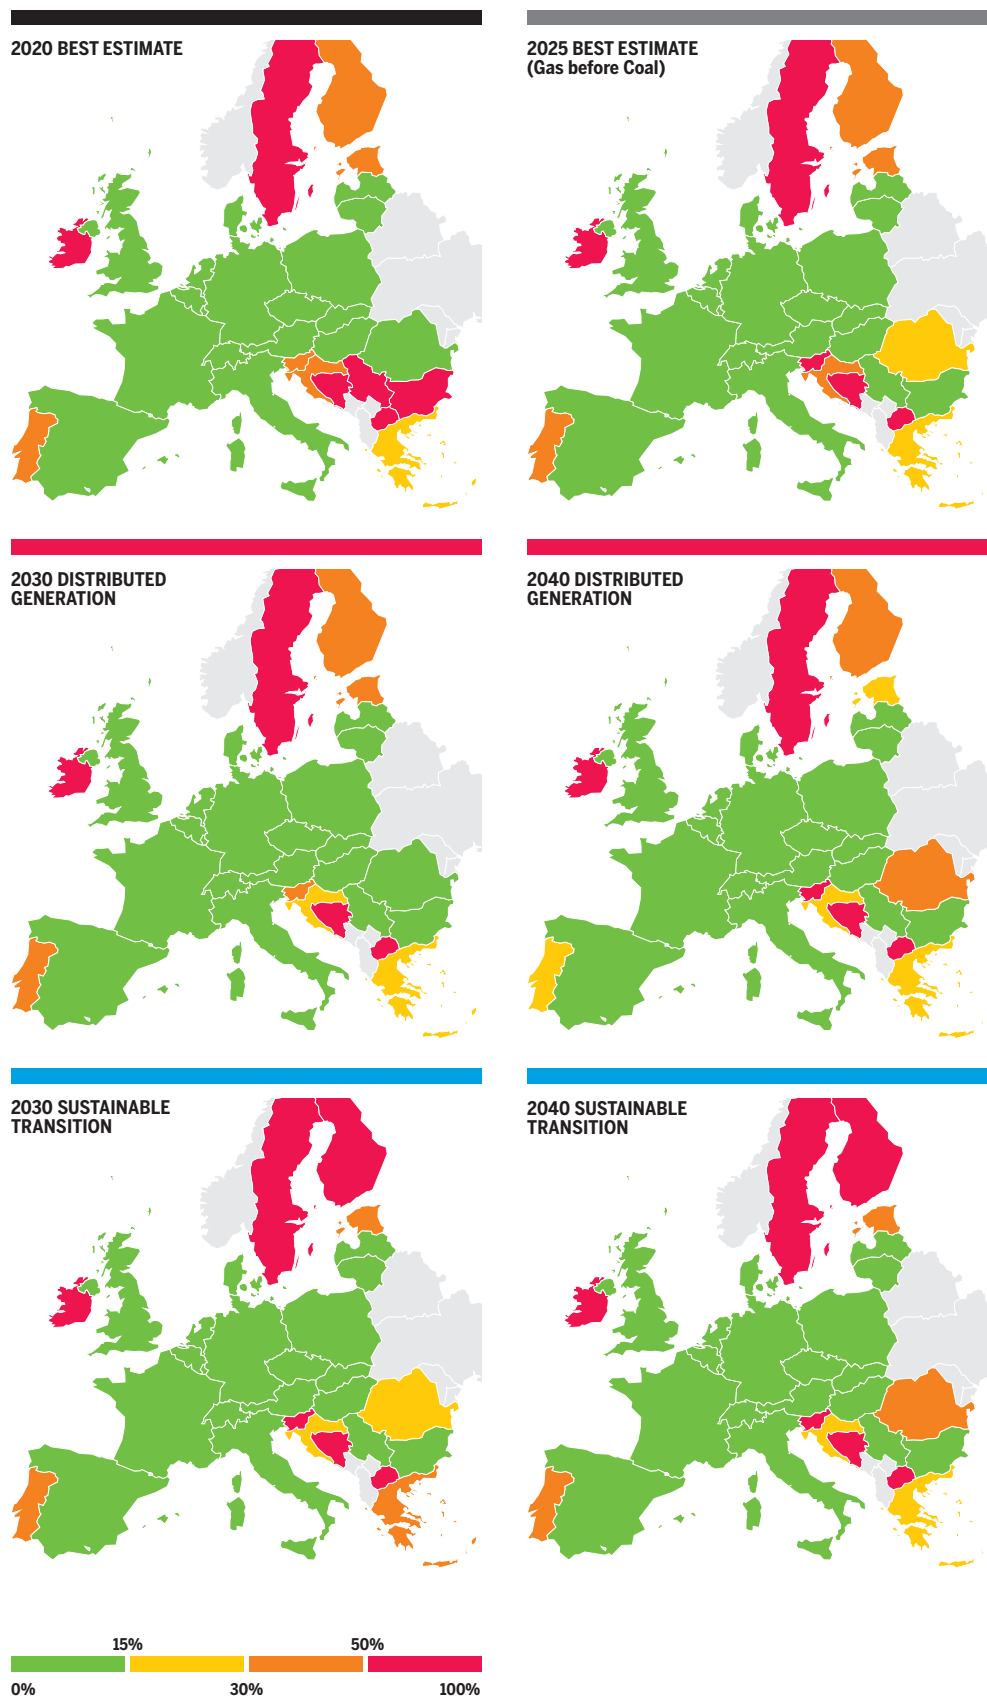 2020 BEST ESTIMATE
2025 BEST ESTIMATE
(Gas before Coal)
2030 DISTRIBUTED
GENERATION
2040 DISTRIBUTED
GENERATION
2030 SUSTAINABLE
TRANSITION
2040 SUSTAINABLE
TRANSITION
15% 50%
0% 30% 100%